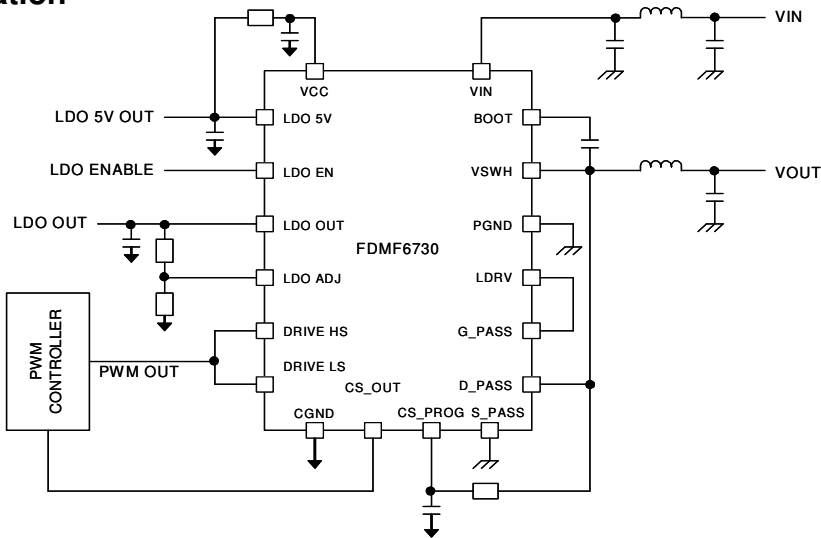 VIN
VCC
VIN
LDO 5V OUT
LDO 5V
BOOT
LDO ENABLE
LDO EN
VSWH
VOUT
LDO OUT
LDO OUT
PGND
FDMF6730
LDO ADJ
LDRV
PWM CONTROLLER
DRIVE HS
G_PASS
PWM OUT
DRIVE LS
CS_OUT
D_PASS
CGND
CS_PROG
S_PASS